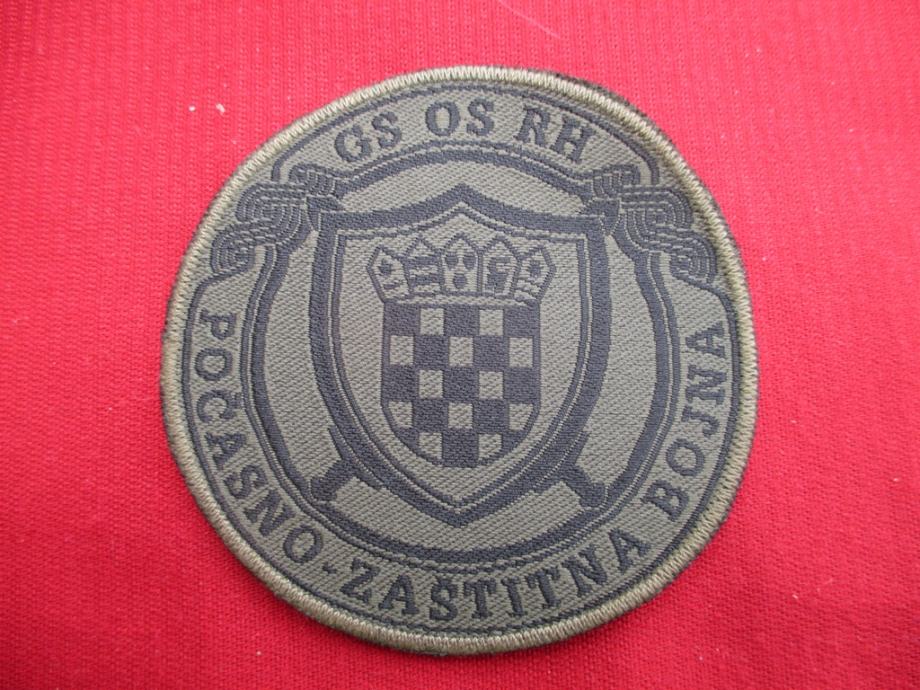 GS OS RH
POČASNO-ZAŠTITNA BOJNA